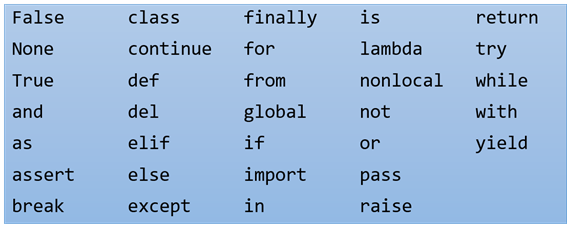 False class finally is return
None continue for lambda try
True def from nonlocal while
and del global not with
as elif if or yield
assert else import pass
break except in raise